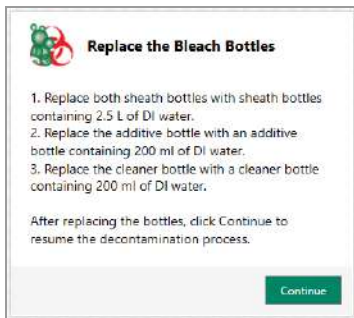 Replace the Bleach Bottles
1. Replace both sheath bottles with sheath bottles
containing 2.5 L of DI water.
2. Replace the additive bottle with an additive
bottle containing 200 ml of DI water.
3. Replace the cleaner bottle with a cleaner bottle
containing 200 ml of DI water.
After replacing the bottles, click Continue to
resume the decontamination process.
Continue